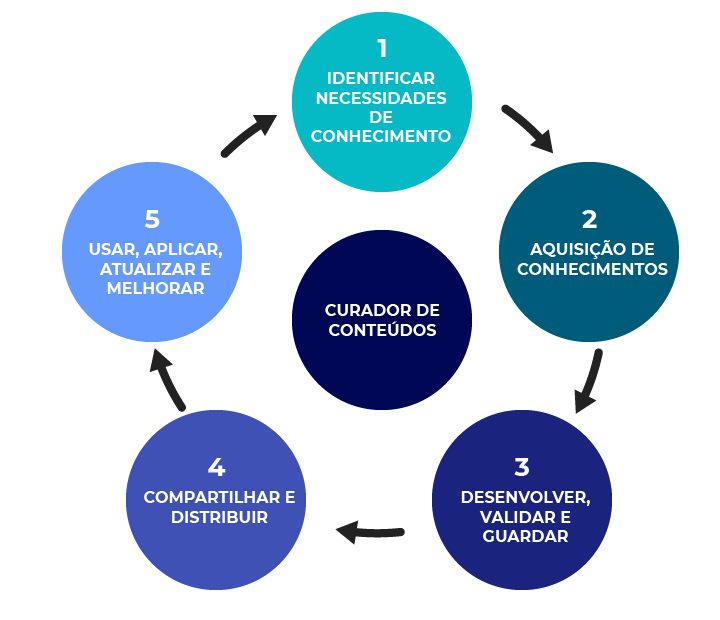 1
IDENTIFICAR
NECESSIDADES
DE
CONHECIMENTO
2
AQUISIÇÃO DE
CONHECIMENTOS
3
DESENVOLVER,
VALIDAR E
GUARDAR
4
COMPARTILHAR E
DISTRIBUIR
5
USAR, APLICAR,
ATUALIZAR E
MELHORAR
CURADOR DE
CONTEÚDOS